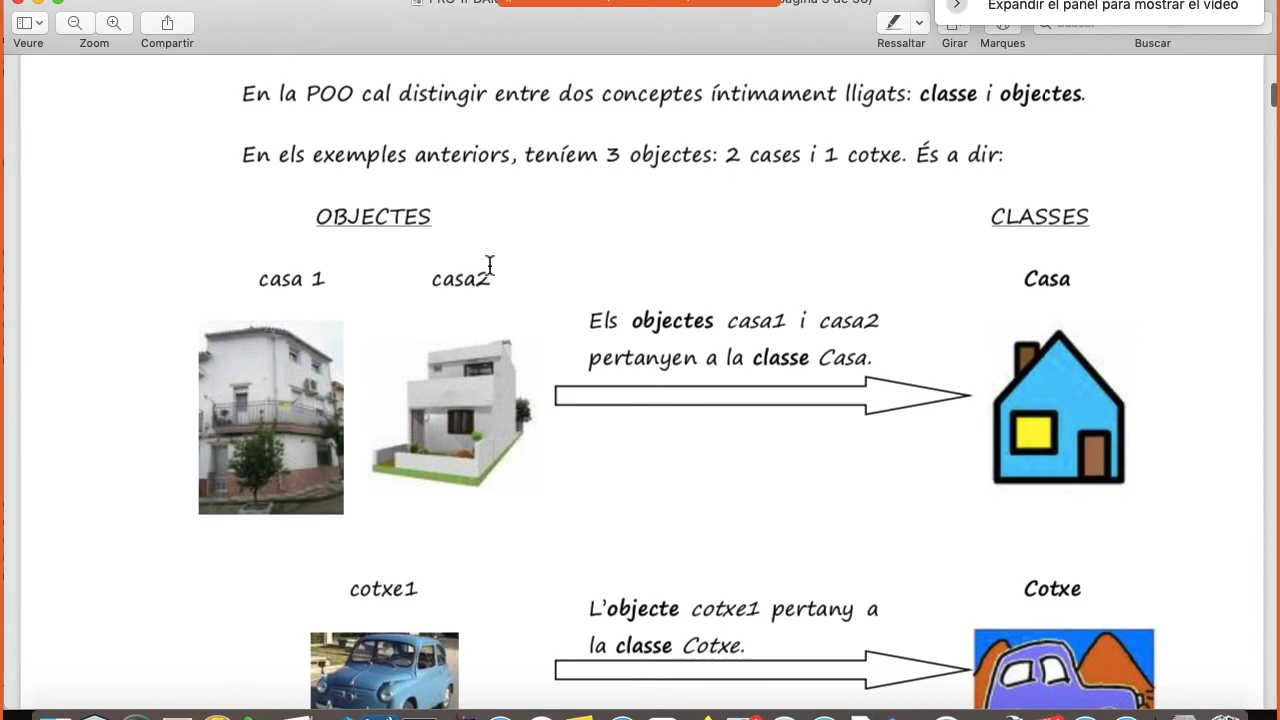 Expandir el panel para mostrar el vídeo
Veure
Zoom
Compartir
Ressaltar
Girar
Marques
Buscar
Buscar
En la POO cal distingir entre dos conceptes íntimament lligats: classe i objectes.
En els exemples anteriors, teníem 3 objectes: 2 cases i 1 cotxe. És a dir:
OBJECTES
CLASSES
casa 1
casa2
Casa
Els objectes casa1 i casa2
pertanyen a la classe Casa.
cotxe1
Cotxe
L'objecte cotxe1 pertany a
la classe Cotxe.